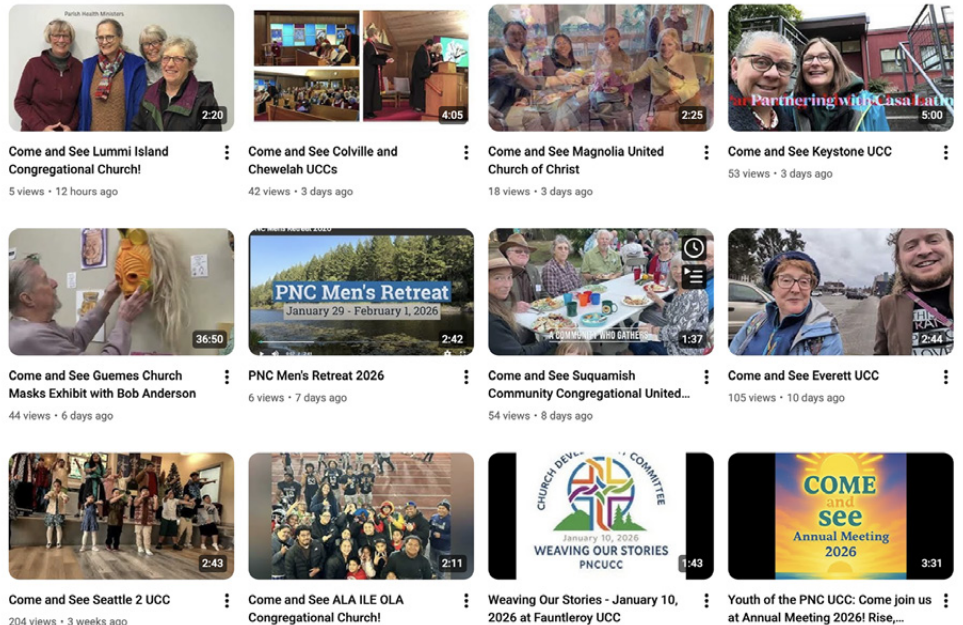 Parish Health Ministers
2:20
4:05
2:25
Partnering with Casa Latin
5:00
Come and See Lummi Island
Congregational Church!
5 views • 12 hours ago
Come and See Colville and
Chewelah UCCs
42 views • 3 days ago
Come and See Magnolia United
Church of Christ
18 views • 3 days ago
Come and See Keystone UCC
53 views • 3 days ago
36:50
PNC Men's Retreat 2026
PNC Men's Retreat
January 29 - February 1, 2026
2:42
A COMMUNITY WHO GATHERS
1:37
2:44
Come and See Guemes Church
Masks Exhibit with Bob Anderson
44 views • 6 days ago
PNC Men's Retreat 2026
6 views • 7 days ago
Come and See Suquamish
Community Congregational United...
54 views • 8 days ago
Come and See Everett UCC
105 views • 10 days ago
2:43
2:11
CHURCH DEVELOPMENT COMMITTEE
January 10, 2026
WEAVING OUR STORIES
PNCUCC
1:43
COME
and
see
Annual Meeting
2026
3:31
Come and See Seattle 2 UCC
204 views • 3 weeks ago
Come and See ALA ILE OLA
Congregational Church!
Weaving Our Stories - January 10,
2026 at Fauntleroy UCC
Youth of the PNC UCC: Come join us
at Annual Meeting 2026! Rise,...